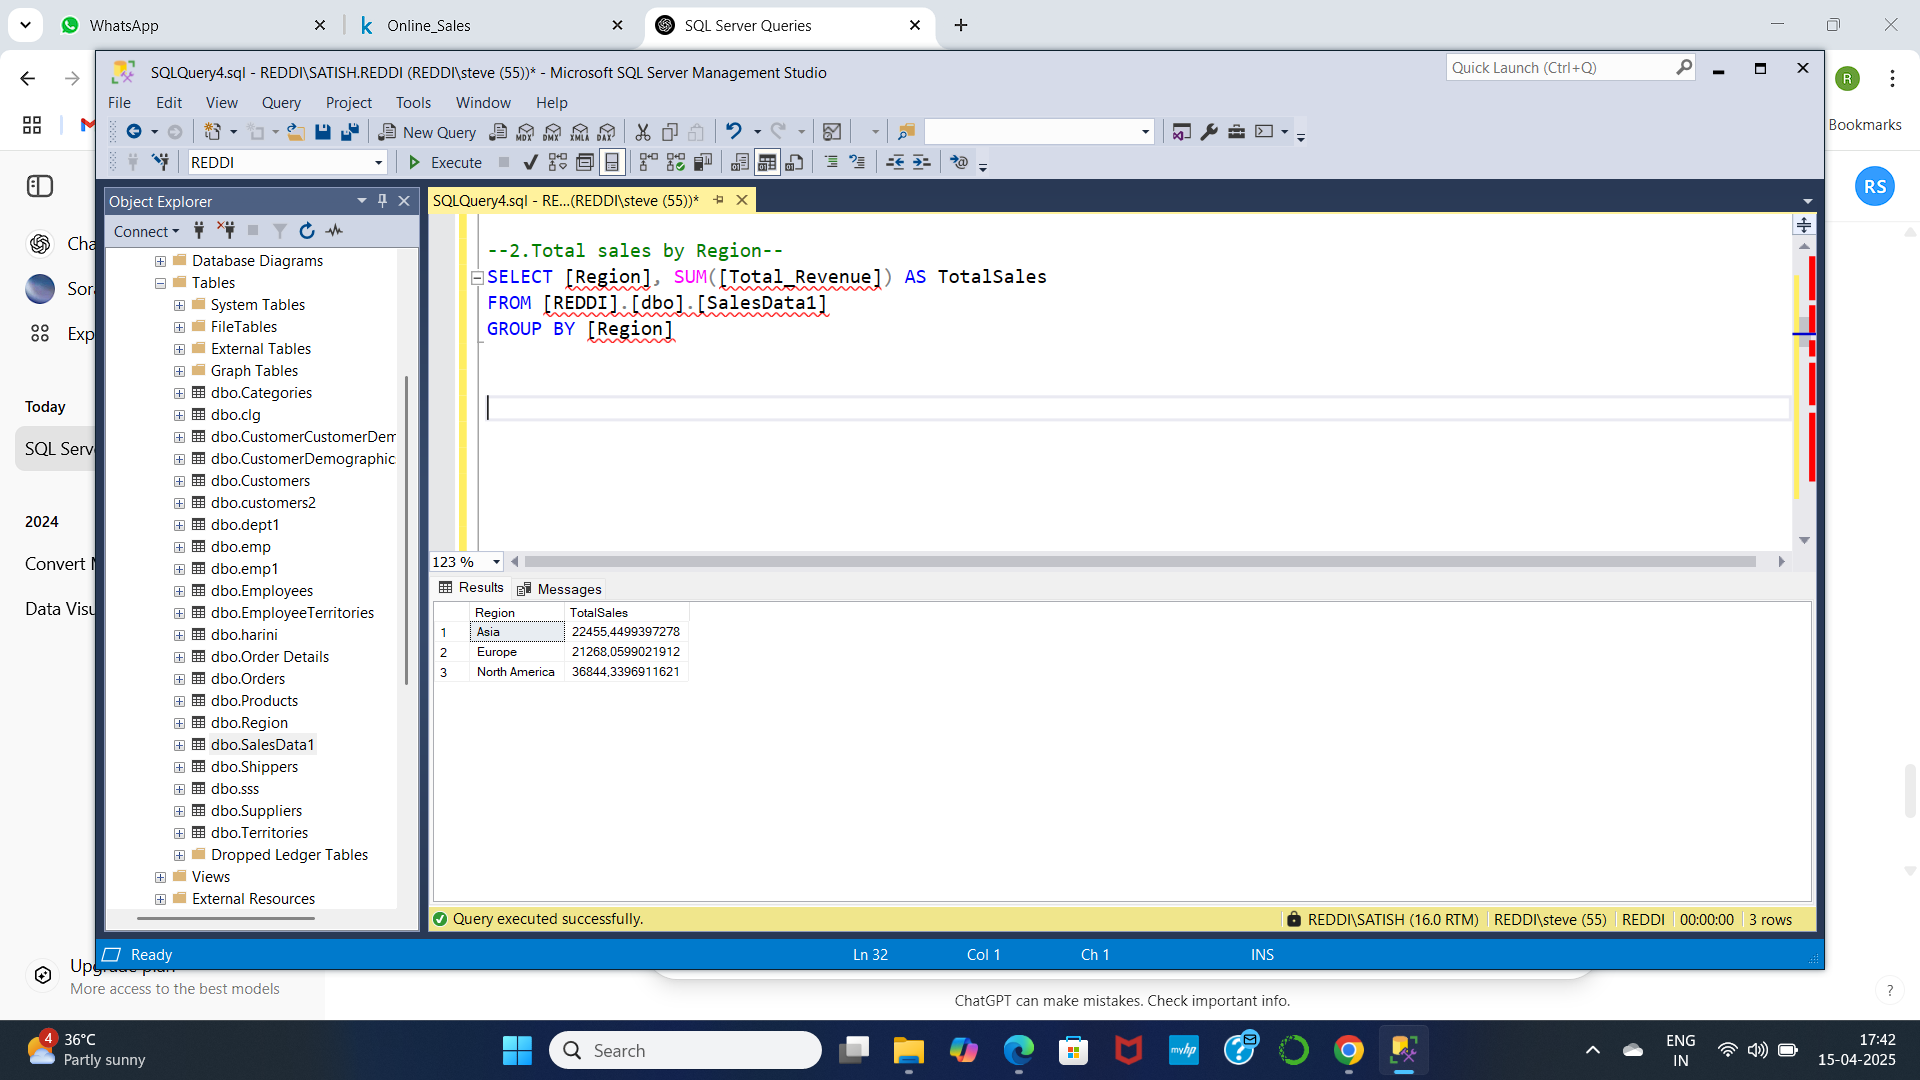 WhatsApp
Online_Sales
SQL Server Queries
SQLQuery4.sql - REDDI\SATISH.REDDI (REDDI\steve (55))* - Microsoft SQL Server Management Studio
Quick Launch (Ctrl+Q)
R
File Edit View Query Project Tools Window Help
Bookmarks
New Query
MDX DMX XMLA DAX
REDDI
Execute
RS
Object Explorer
SQLQuery4.sql - RE...(REDDI\steve (55))*
Connect
Cha
Sor
Exp
Today
SQL Serv
2024
Convert
Data Visu
Database Diagrams
Tables
System Tables
FileTables
External Tables
Graph Tables
dbo.Categories
dbo.clg
dbo.CustomerCustomerDem
dbo.CustomerDemographic
dbo.Customers
dbo.customers2
dbo.dept1
dbo.emp
dbo.emp1
dbo.Employees
dbo.EmployeeTerritories
dbo.harini
dbo.Order Details
dbo.Orders
dbo.Products
dbo.Region
dbo.SalesData1
dbo.Shippers
dbo.sss
dbo.Suppliers
dbo.Territories
Dropped Ledger Tables
Views
External Resources
--2.Total sales by Region--
SELECT [Region], SUM([Total_Revenue]) AS TotalSales
FROM [REDDI].[dbo].[SalesData1]
GROUP BY [Region]
123 %
Results Messages
Region TotalSales
1 Asia 22455,4499397278
2 Europe 21268,0599021912
3 North America 36844,3396911621
Query executed successfully.
REDDI\SATISH (16.0 RTM) REDDI\steve (55) REDDI 00:00:00 3 rows
Ready
Ln 32 Col 1 Ch 1 INS
Upgrade plan
More access to the best models
ChatGPT can make mistakes. Check important info.
?
4
36°C
Partly sunny
Search
myhp
ENG
IN
17:42
15-04-2025